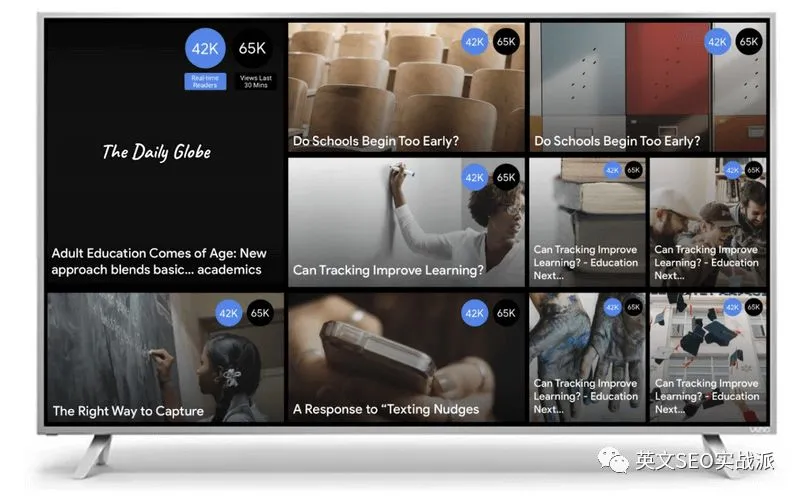 42K
65K
Real-time
Readers
Views Last
30 Mins
The Daily Globe
Adult Education Comes of Age: New
approach blends basic... academics
42K
65K
Do Schools Begin Too Early?
42K
65K
Do Schools Begin Too Early?
42K
65K
Can Tracking Improve Learning?
42K
65K
Can Tracking Improve
Learning? - Education
Next...
42K
65K
Can Tracking Improve
Learning? - Education
Next...
42K
65K
The Right Way to Capture
42K
65K
A Response to “Texting Nudges
42K
65K
Can Tracking Improve
Learning? - Education
Next...
42K
65K
Can Tracking Improve
Learning? - Education
Next...
VIZIO
英文SEO实战派